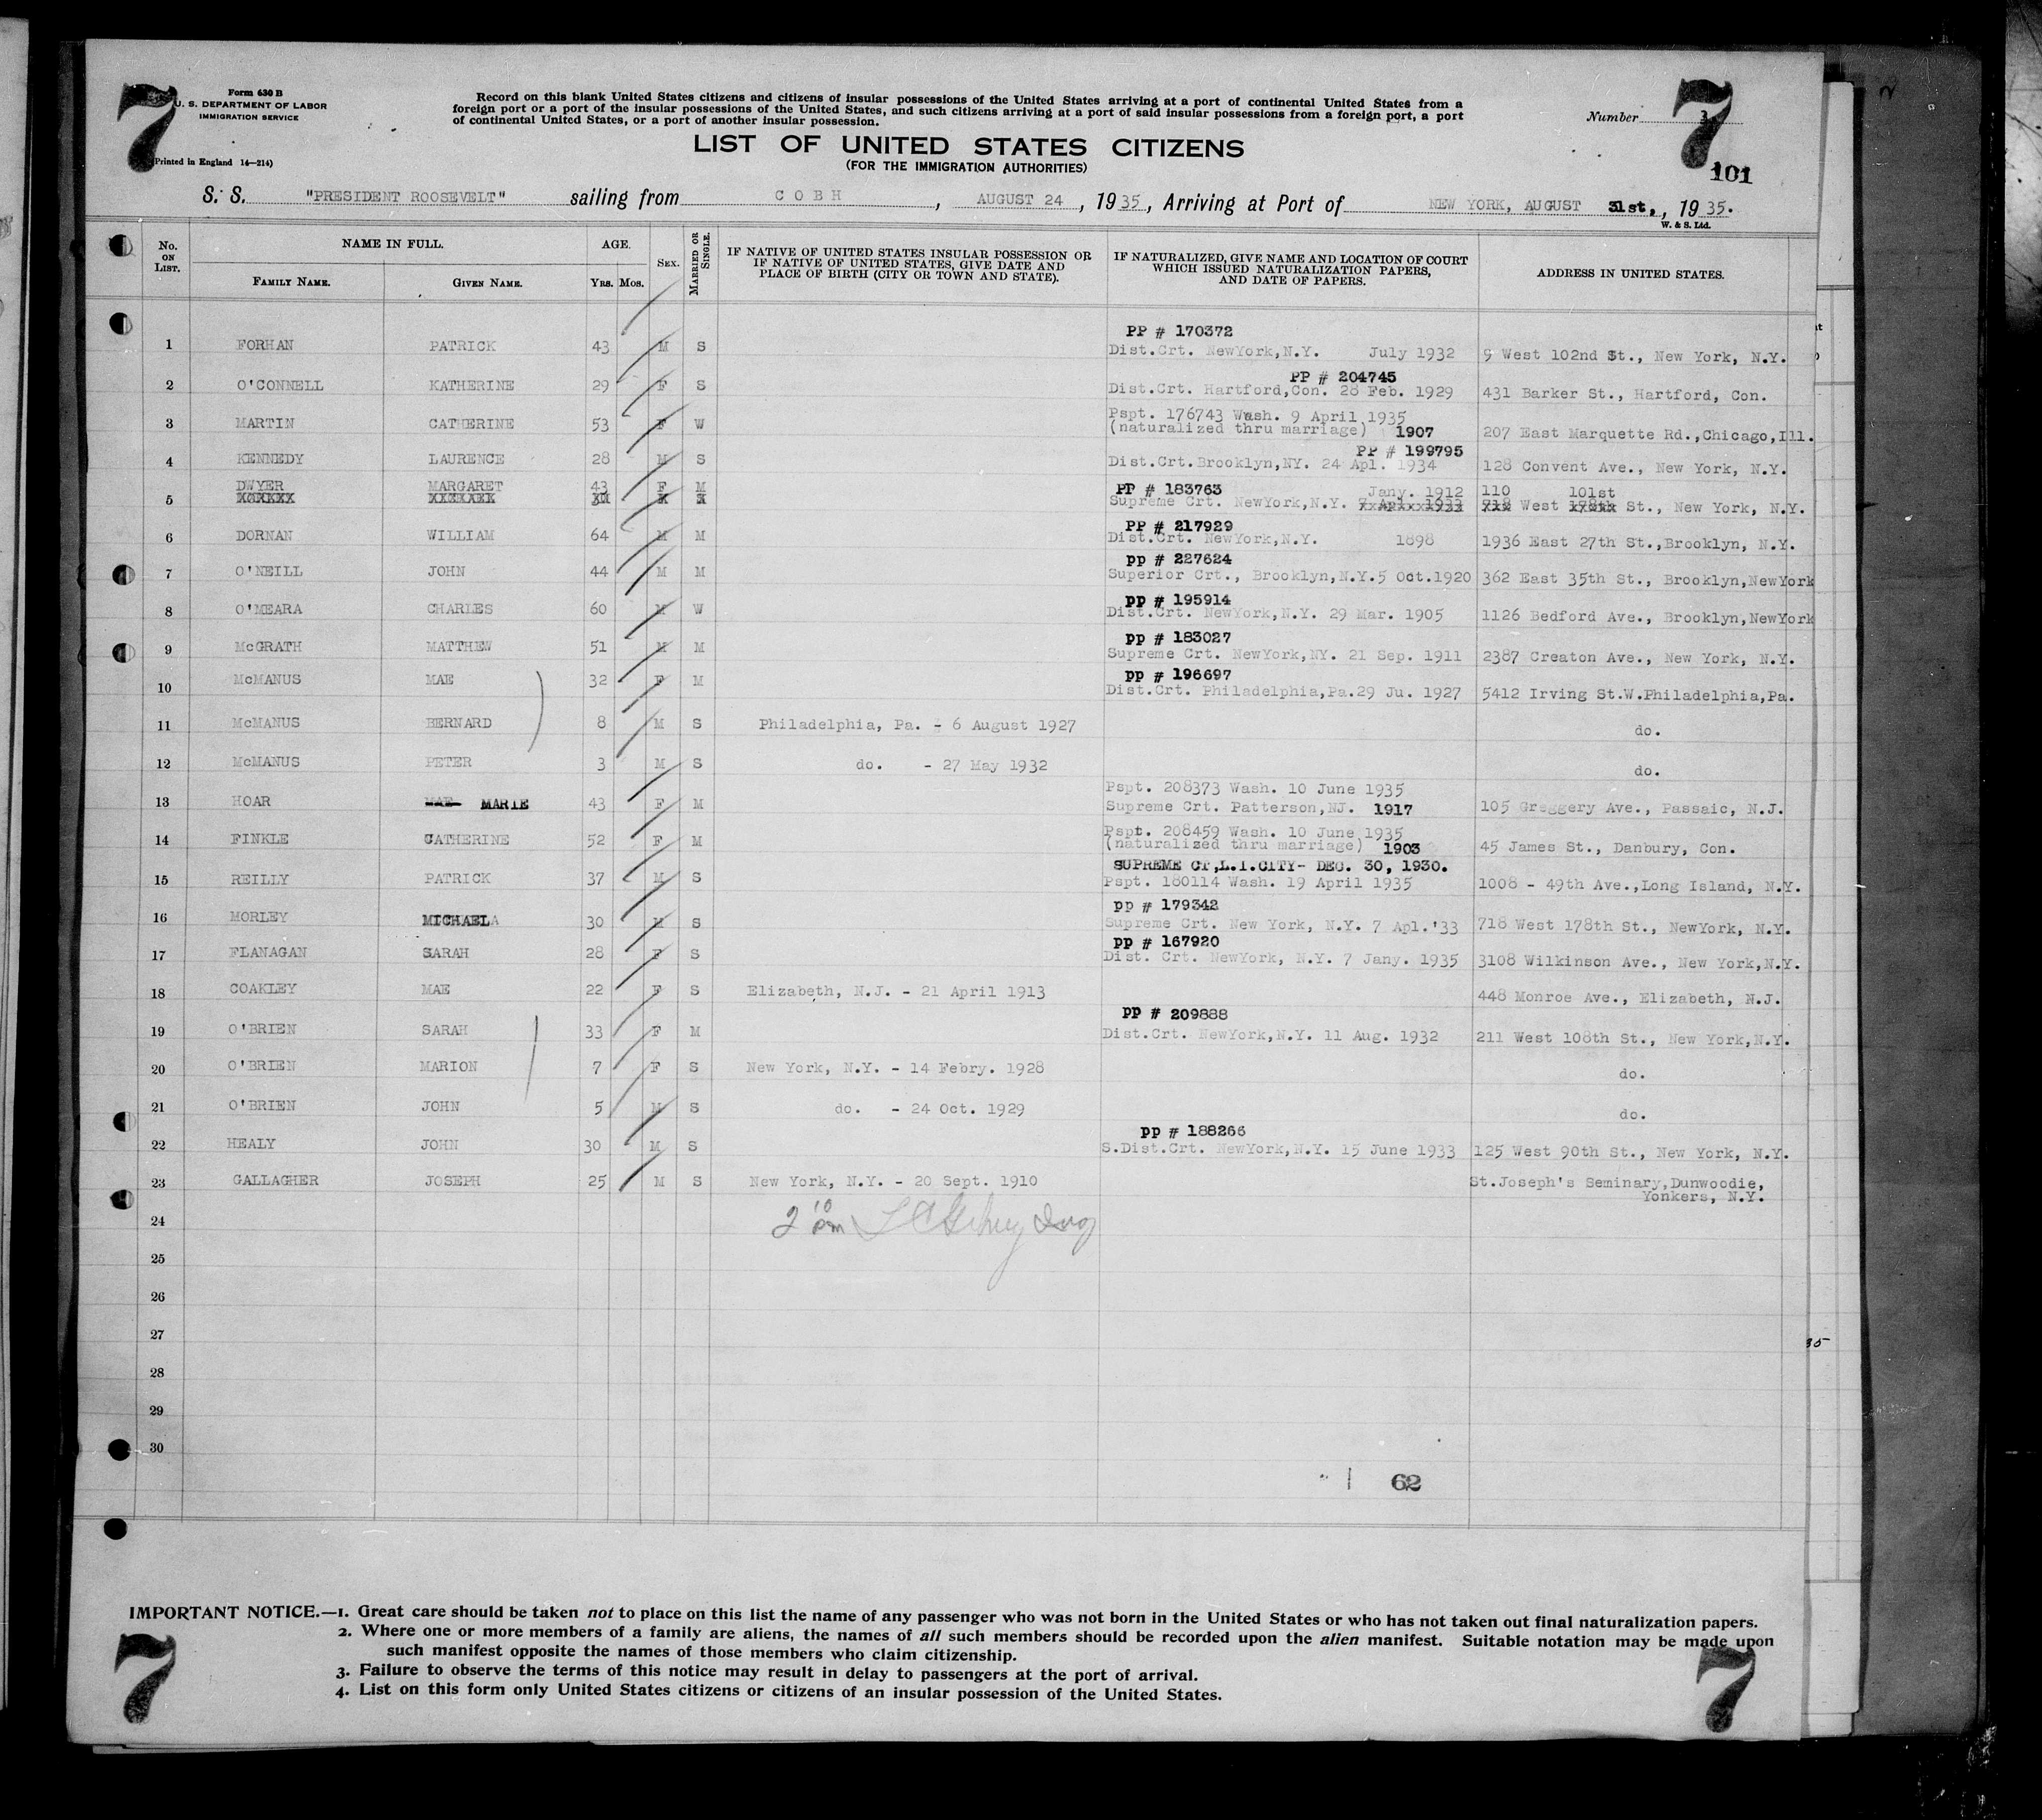 7 7
Form 630 B
U. S. DEPARTMENT OF LABOR
IMMIGRATION SERVICE
Printed in England 14—214)
Record on this blank United States citizens and citizens of insular possessions of the United States arriving at a port of continental United States from a
foreign port or a port of the insular possessions of the United States, and such citizens arriving at a port of said insular possessions from a foreign port, a port
of continental United States, or a port of another insular possession.
Number 3
101
LIST OF UNITED STATES CITIZENS
(FOR THE IMMIGRATION AUTHORITIES)
S. S. "PRESIDENT ROOSEVELT" sailing from COBH, AUGUST 24, 1935, Arriving at Port of NEW YORK, AUGUST 31st., 1935.
W. & S. Ltd.
No. ON LIST. NAME IN FULL. FAMILY NAME. GIVEN NAME. AGE. YRS. MOS. SEX. MARRIED OR SINGLE. IF NATIVE OF UNITED STATES INSULAR POSSESSION OR IF NATIVE OF UNITED STATES, GIVE DATE AND PLACE OF BIRTH (CITY OR TOWN AND STATE). IF NATURALIZED, GIVE NAME AND LOCATION OF COURT WHICH ISSUED NATURALIZATION PAPERS, AND DATE OF PAPERS. ADDRESS IN UNITED STATES.
PP # 170372
1 FORHAN PATRICK 43 M S Dist.Crt. NewYork,N.Y. July 1932 9 West 102nd St., New York, N.Y.
PP # 204745
2 O'CONNELL KATHERINE 29 F S Dist.Crt. Hartford,Con. 28 Feb. 1929 431 Barker St., Hartford, Con.
Pspt. 176743 Wash. 9 April 1935
3 MARTIN CATHERINE 53 F W (naturalized thru marriage) 1907 207 East Marquette Rd.,Chicago,Ill.
PP # 199795
4 KENNEDY LAURENCE 28 M S Dist.Crt.Brooklyn,NY. 24 Apl. 1934 128 Convent Ave., New York, N.Y.
DWYER MARGARET 43 F M PP # 183763 Jany. 1912 110 101st
5 Supreme Crt. NewYork,N.Y. 718 West 178th St., New York, N.Y.
PP # 217929
6 DORNAN WILLIAM 64 M M Dist.Crt. NewYork,N.Y. 1898 1936 East 27th St.,Brooklyn, N.Y.
pp # 227624
7 O'NEILL JOHN 44 M M Superior Crt., Brooklyn,N.Y.5 Oct.1920 362 East 35th St., Brooklyn,NewYork
pp # 195914
8 O'MEARA CHARLES 60 M W Dist.Crt. NewYork,N.Y. 29 Mar. 1905 1126 Bedford Ave., Brooklyn,NewYork
pp # 183027
9 McGRATH MATTHEW 51 M M Supreme Crt. NewYork,NY. 21 Sep. 1911 2387 Creaton Ave., New York, N.Y.
pp # 196697
10 McMANUS MAE 32 F M Dist.Crt. Philadelphia,Pa.29 Ju. 1927 5412 Irving St.W.Philadelphia,Pa.
11 McMANUS BERNARD 8 M S Philadelphia, Pa. - 6 August 1927 do.
12 McMANUS PETER 3 M S do. - 27 May 1932 do.
Pspt. 208373 Wash. 10 June 1935
13 HOAR MAE MARIE 43 F M Supreme Crt. Patterson,NJ. 1917 105 Greggery Ave., Passaic, N.J.
Pspt. 208459 Wash. 10 June 1935
14 FINKLE CATHERINE 52 F M (naturalized thru marriage) 1903 45 James St., Danbury, Con.
SUPREME CT,L.I.CITY- DEC. 30, 1930.
15 REILLY PATRICK 37 M S Pspt. 180114 Wash. 19 April 1935 1008 - 49th Ave.,Long Island, N.Y.
pp # 179342
16 MORLEY MICHAEL 30 M S Supreme Crt. New York, N.Y. 7 Apl.'33 718 West 178th St., NewYork, N.Y.
pp # 167920
17 FLANAGAN SARAH 28 F S Dist. Crt. NewYork, N.Y. 7 Jany. 1935 3108 Wilkinson Ave., New York,N.Y.
18 COAKLEY MAE 22 F S Elizabeth, N.J. - 21 April 1913 448 Monroe Ave., Elizabeth, N.J.
pp # 209888
19 O'BRIEN SARAH 33 F M Dist.Crt. NewYork,N.Y. 11 Aug. 1932 211 West 108th St., New York,N.Y.
20 O'BRIEN MARION 7 F S New York, N.Y. - 14 Febry. 1928 do.
21 O'BRIEN JOHN 5 M S do. - 24 Oct. 1929 do.
pp # 188266
22 HEALY JOHN 30 M S S.Dist.Crt. NewYork,N.Y. 15 June 1933 125 West 90th St., New York, N.Y.
23 GALLAGHER JOSEPH 25 M S New York, N.Y. - 20 Sept. 1910 St.Joseph's Seminary,Dunwoodie,
Yonkers, N.Y.
24 2 10 pm
25
26
27
35
28
29
30
62
IMPORTANT NOTICE.—1. Great care should be taken not to place on this list the name of any passenger who was not born in the United States or who has not taken out final naturalization papers.
2. Where one or more members of a family are aliens, the names of all such members should be recorded upon the alien manifest. Suitable notation may be made upon
such manifest opposite the names of those members who claim citizenship.
3. Failure to observe the terms of this notice may result in delay to passengers at the port of arrival.
4. List on this form only United States citizens or citizens of an insular possession of the United States.
7 7